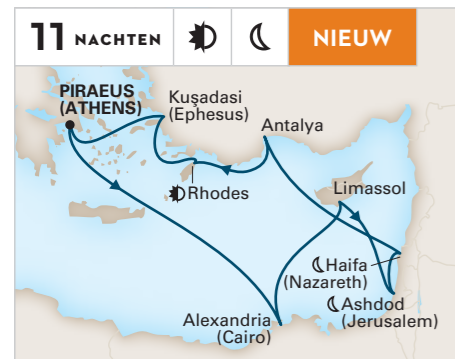 11 NACHTEN NIEUW
PIRAEUS
(ATHENS)
Kuşadasi
(Ephesus)
Antalya
Rhodes
Limassol
Haifa
(Nazareth)
Ashdod
(Jerusalem)
Alexandria
(Cairo)